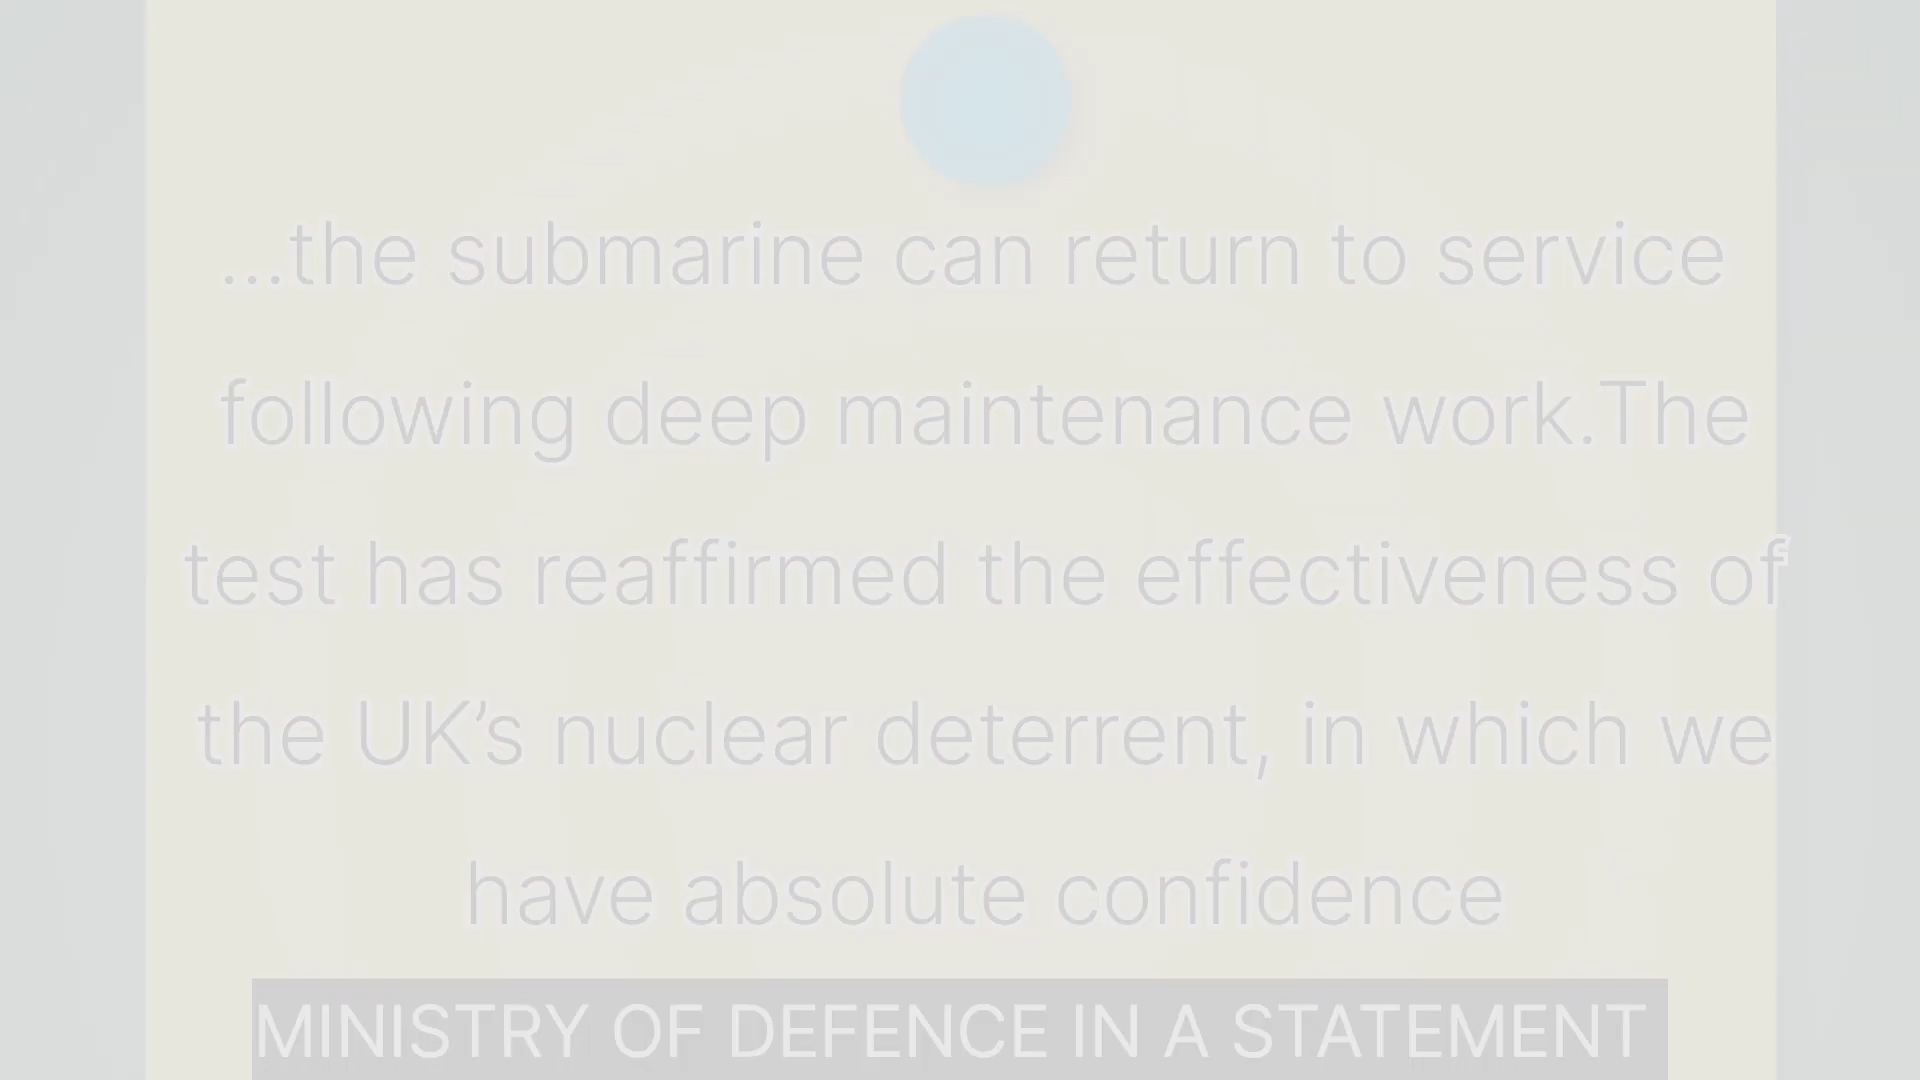 ...the submarine can return to service
following deep maintenance work.The
test has reaffirmed the effectiveness of
the UK’s nuclear deterrent, in which we
have absolute confidence
MINISTRY OF DEFENCE IN A STATEMENT